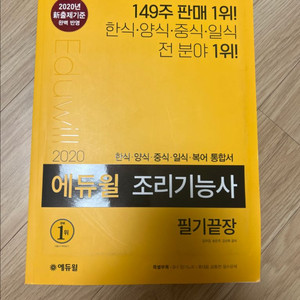 2020년
新출제기준
완벽 반영
149주 판매 1위!
한식·양식·중식·일식
전 분야 1위!
Eduwill
2020
한식·양식·중식·일식·복어 통합서
에듀윌 조리기능사
1위
필기끝장
에듀윌